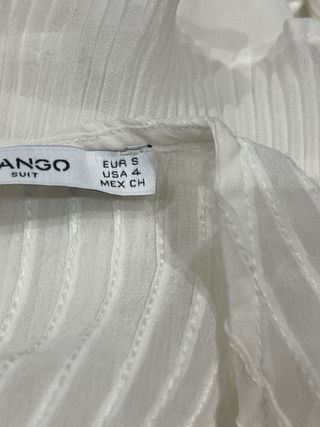 ANGO
SUIT
EUR S
USA 4
MEX CH